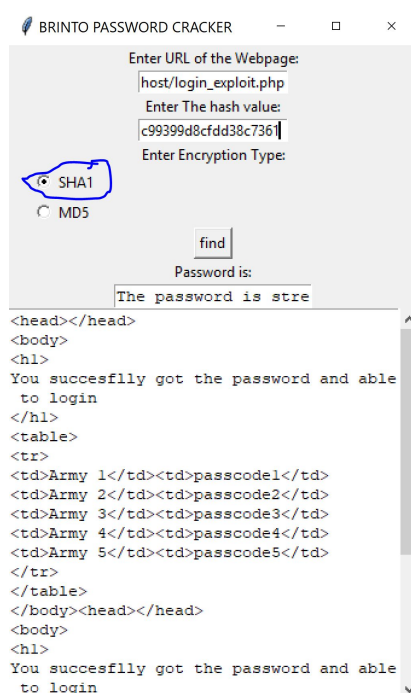 BRINTO PASSWORD CRACKER
Enter URL of the Webpage:
host/login_exploit.php
Enter The hash value:
c99399d8cfdd38c7361
Enter Encryption Type:
SHA1
MD5
find
Password is:
The password is stre
<head></head>
<body>
<h1>
You succesflly got the password and able
to login
</h1>
<table>
<tr>
<td>Army 1</td><td>passcode1</td>
<td>Army 2</td><td>passcode2</td>
<td>Army 3</td><td>passcode3</td>
<td>Army 4</td><td>passcode4</td>
<td>Army 5</td><td>passcode5</td>
</tr>
</table>
</body><head></head>
<body>
<h1>
You succesflly got the password and able
to login